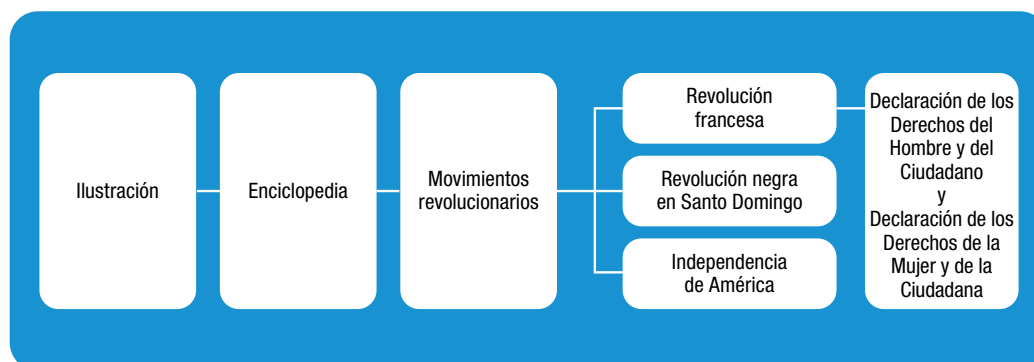 Ilustración
Enciclopedia
Movimientos
revolucionarios
Revolución
francesa
Revolución negra
en Santo Domingo
Independencia
de América
Declaración de los
Derechos del
Hombre y del
Ciudadano
y
Declaración de los
Derechos de la
Mujer y de la
Ciudadana